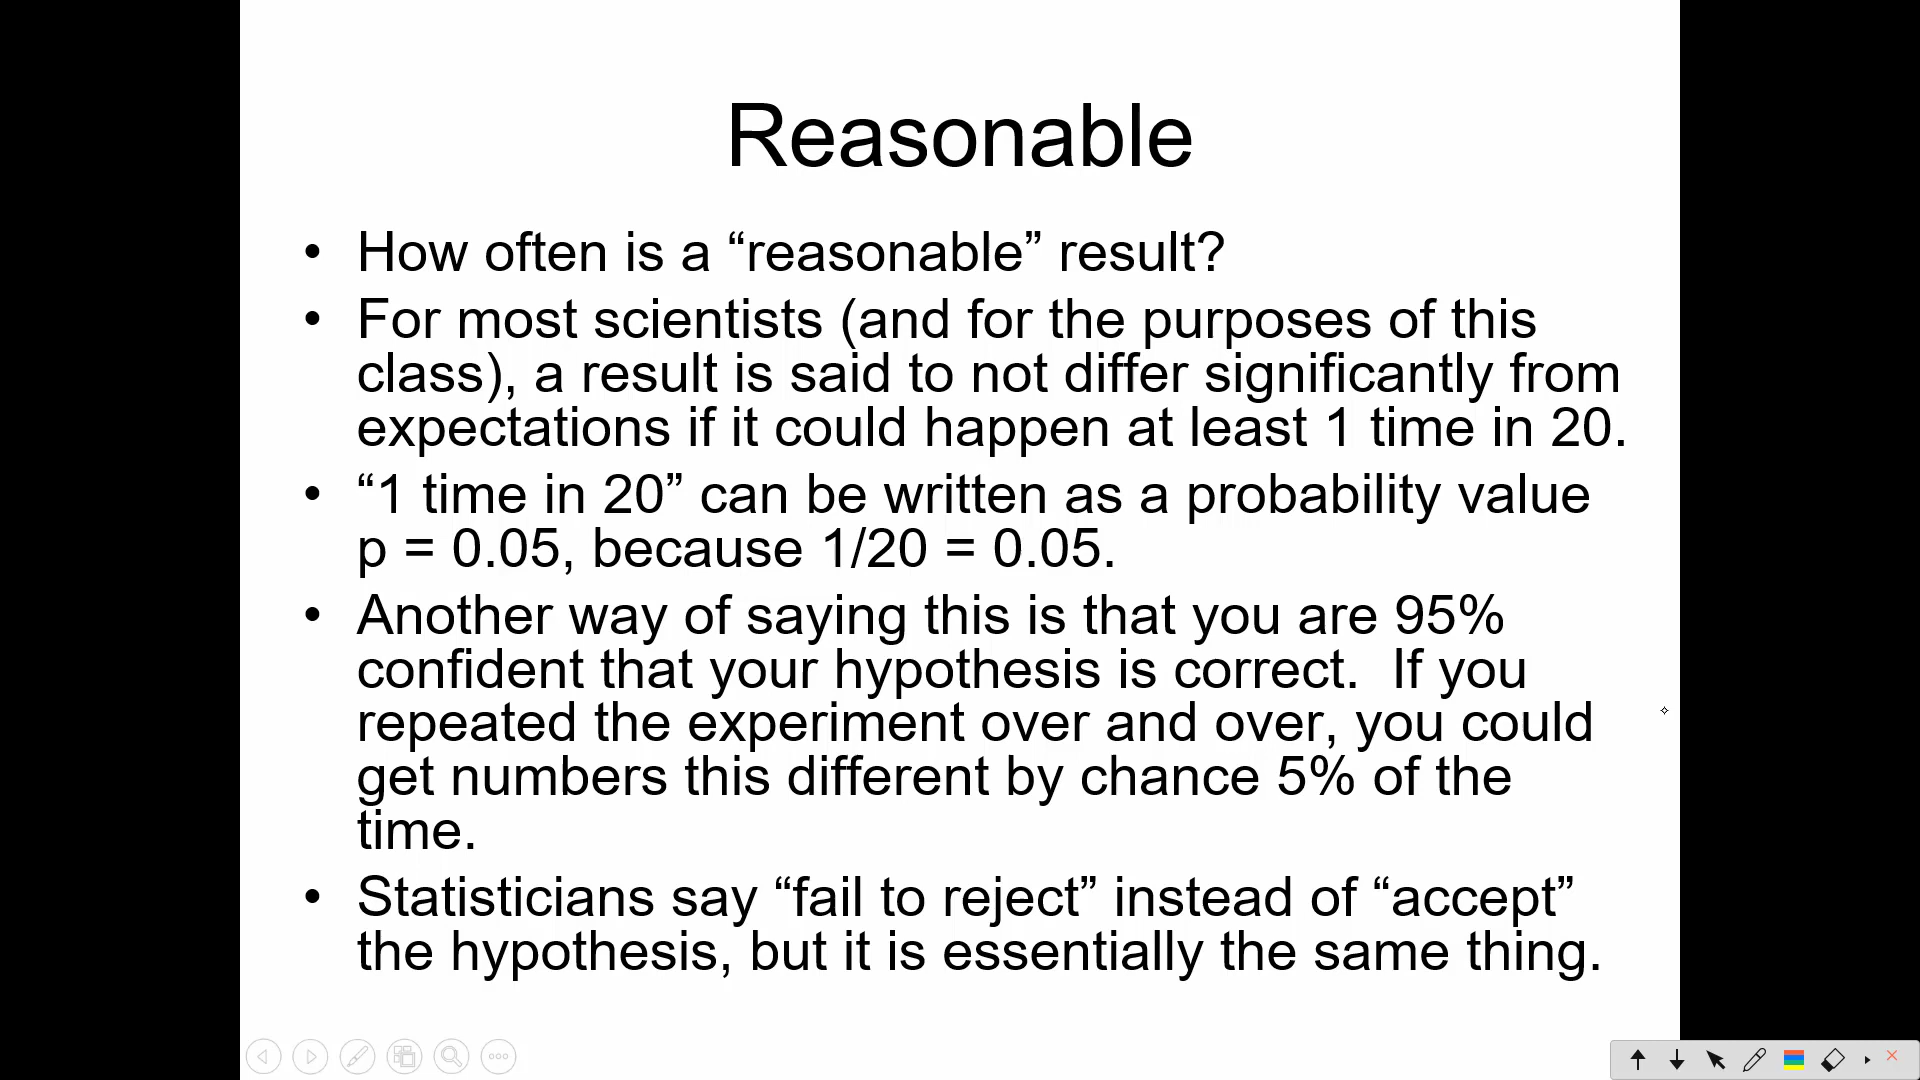 Reasonable
• How often is a “reasonable” result?
• For most scientists (and for the purposes of this
class), a result is said to not differ significantly from
expectations if it could happen at least 1 time in 20.
• “1 time in 20” can be written as a probability value
p = 0.05, because 1/20 = 0.05.
• Another way of saying this is that you are 95%
confident that your hypothesis is correct.  If you
repeated the experiment over and over, you could
get numbers this different by chance 5% of the
time.
• Statisticians say “fail to reject” instead of “accept”
the hypothesis, but it is essentially the same thing.